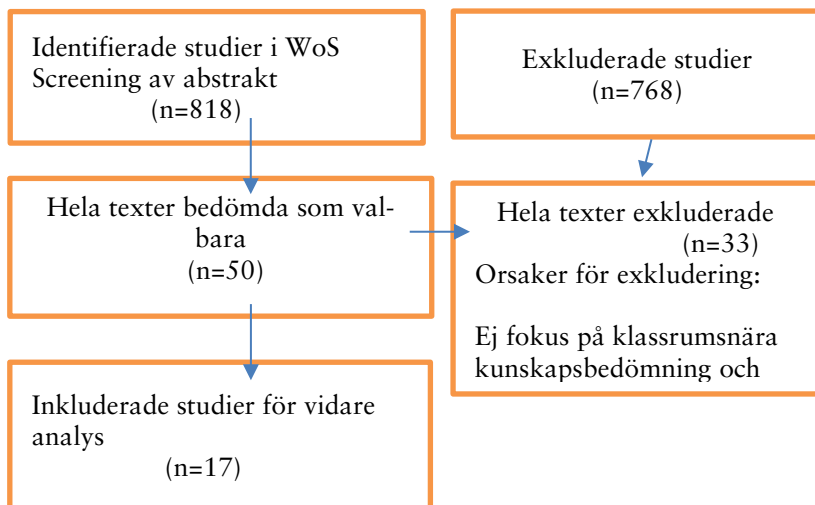 Identifierade studier i WoS
Screening av abstrakt
(n=818)
Exkluderade studier
(n=768)
Hela texter bedömda som val-
bara
(n=50)
Hela texter exkluderade
(n=33)
Orsaker för exkludering:
Ej fokus på klassrumsnära
kunskapsbedömning och
Inkluderade studier för vidare
analys
(n=17)